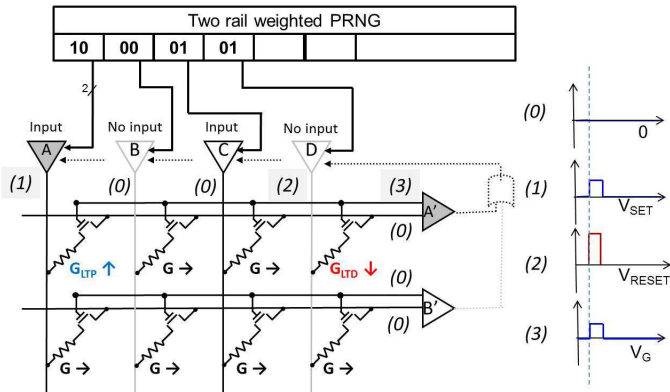 Two rail weighted PRNG
10 00 01 01
2
Input No input Input No input
A B C D
(1) (0) (0) (2) (3)
A'
(0)
G_LTP ↑ G → G → G_LTD ↓
(0)
B'
(0)
G → G → G → G →
(0)
0
(1)
V_SET
(2)
V_RESET
(3)
V_G